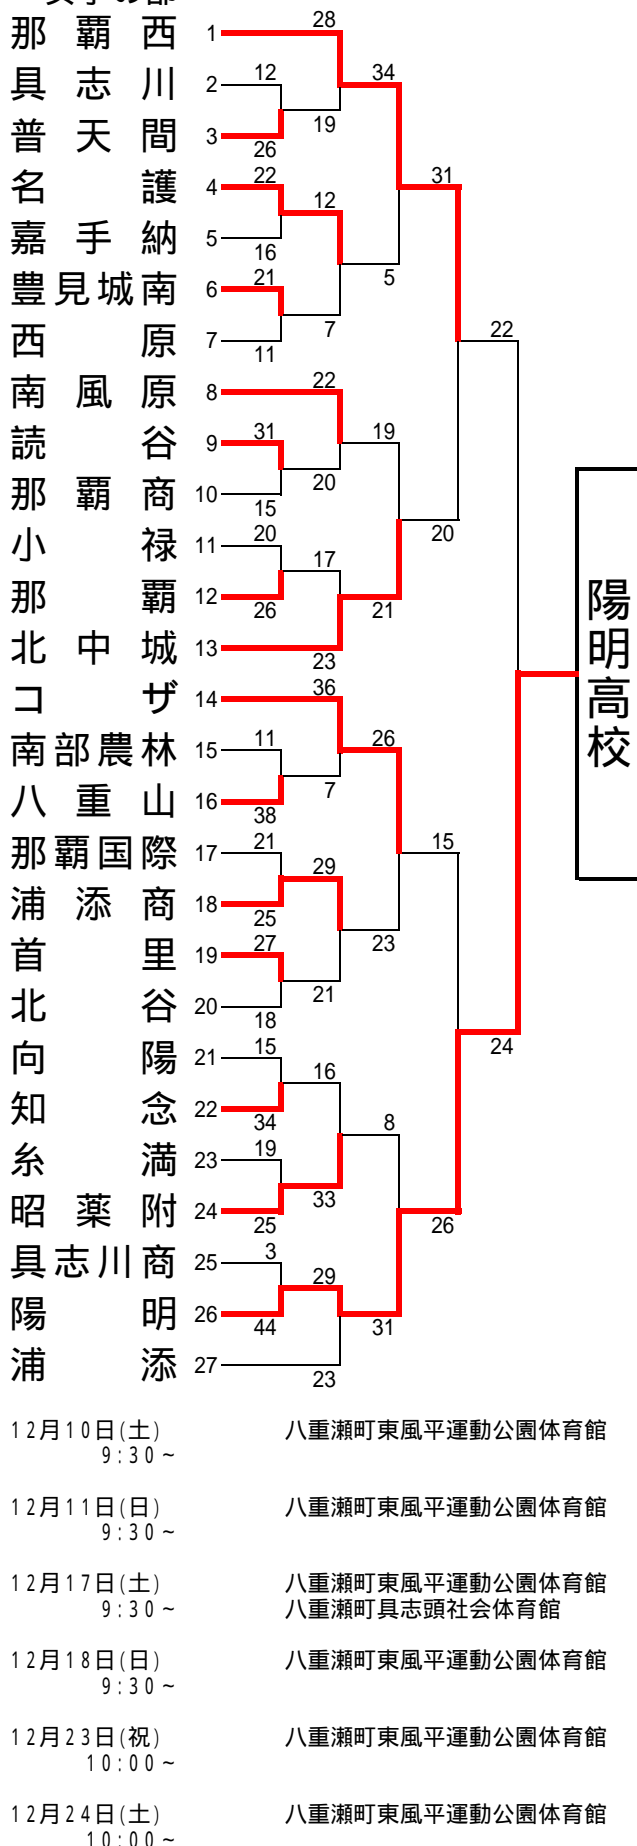 那覇西 1 28
34
具志川 2 12
19
普天間 3 26
31
名護 4 22
12
嘉手納 5 16
5
豊見城南 6 21
7
西原 7 11
22
南風原 8 22
19
読谷 9 31
20
那覇商 10 15
20
小禄 11 20
17
那覇 12 26
21
北中城 13 23
陽明高校
コザ 14 36
26
南部農林 15 11
7
八重山 16 38
15
那覇国際 17 21
29
浦添商 18 25
23
首里 19 27
21
北谷 20 18
24
向陽 21 15
16
知念 22 34
8
糸満 23 19
33
昭薬附 24 25
26
具志川商 25 3
29
陽明 26 44
31
浦添 27 23
12月10日(土) 八重瀬町東風平運動公園体育館
9:30~
12月11日(日) 八重瀬町東風平運動公園体育館
9:30~
12月17日(土) 八重瀬町東風平運動公園体育館
9:30~ 八重瀬町具志頭社会体育館
12月18日(日) 八重瀬町東風平運動公園体育館
9:30~
12月23日(祝) 八重瀬町東風平運動公園体育館
10:00~
12月24日(土) 八重瀬町東風平運動公園体育館
10:00~